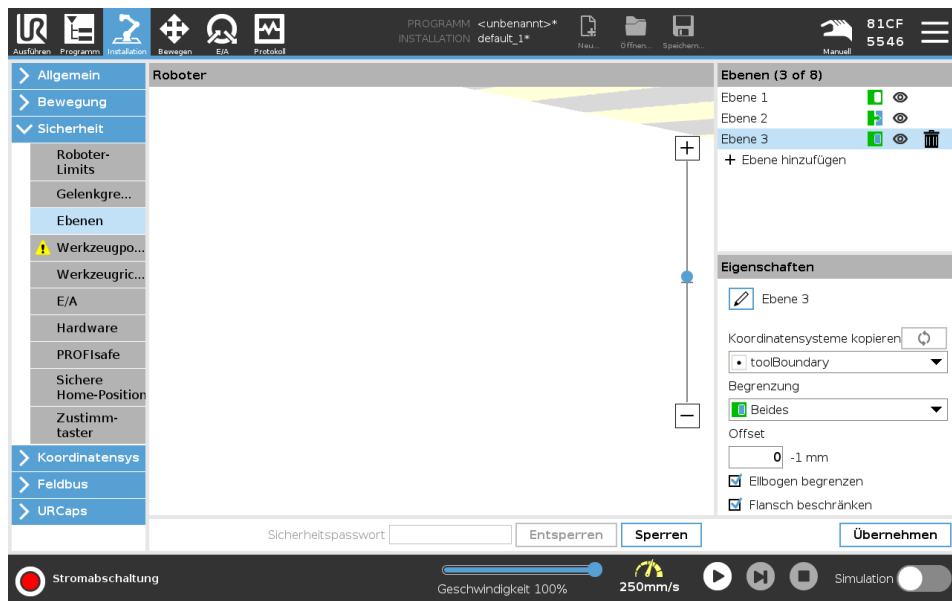 UR
PROGRAMM <unbenannt>*
INSTALLATION default_1*
Ausführen Programm Installation Bewegen E/A Protokoll
Neu... Öffnen... Speichern...
Manuell
81CF
5546
Allgemein
Bewegung
Sicherheit
Roboter-
Limits
Gelenkgre...
Ebenen
Werkzeugpo...
Werkzeugric...
E/A
Hardware
PROFIsafe
Sichere
Home-Position
Zustimm-
taster
Koordinatensys
Feldbus
URCaps
Roboter
Ebenen (3 of 8)
Ebene 1
Ebene 2
Ebene 3
+ Ebene hinzufügen
Eigenschaften
Ebene 3
Koordinatensysteme kopieren
toolBoundary
Begrenzung
Beides
Offset
0 -1 mm
Ellbogen begrenzen
Flansch beschränken
Sicherheitspasswort Entsperren Sperren Übernehmen
Stromabschaltung
Geschwindigkeit 100%
250mm/s
Simulation